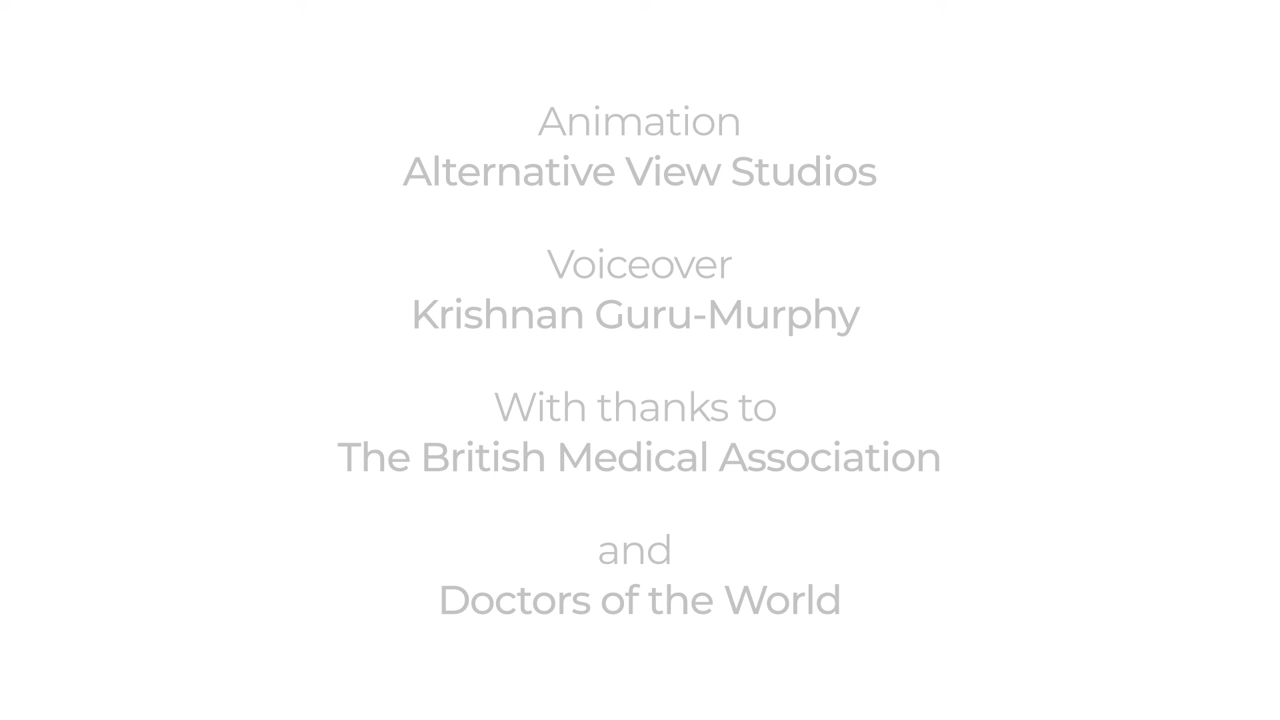 Animation
Alternative View Studios
Voiceover
Krishnan Guru-Murphy
With thanks to
The British Medical Association
and
Doctors of the World